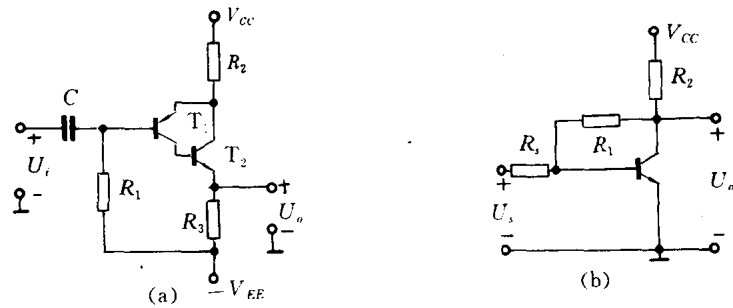 V_CC
R_2
C
T_1
T_2
+
U_i
-
R_1
R_3
+
U_o
-
-V_EE
(a)
V_CC
R_2
R_1
R_s
+
U_s
-
+
U_o
-
(b)